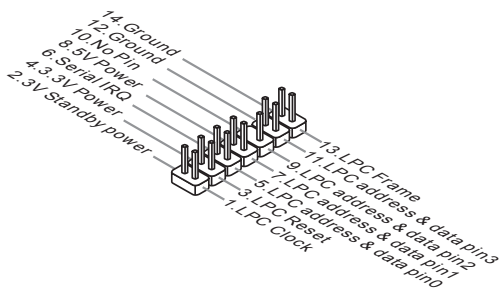 14.Ground
12.Ground
10.No Pin
8.5V Power
6.Serial IRQ
4.3.3V Power
2.3V Standby power
13.LPC Frame
11.LPC address & data pin3
9.LPC address & data pin2
7.LPC address & data pin1
5.LPC address & data pin0
3.LPC Reset
1.LPC Clock